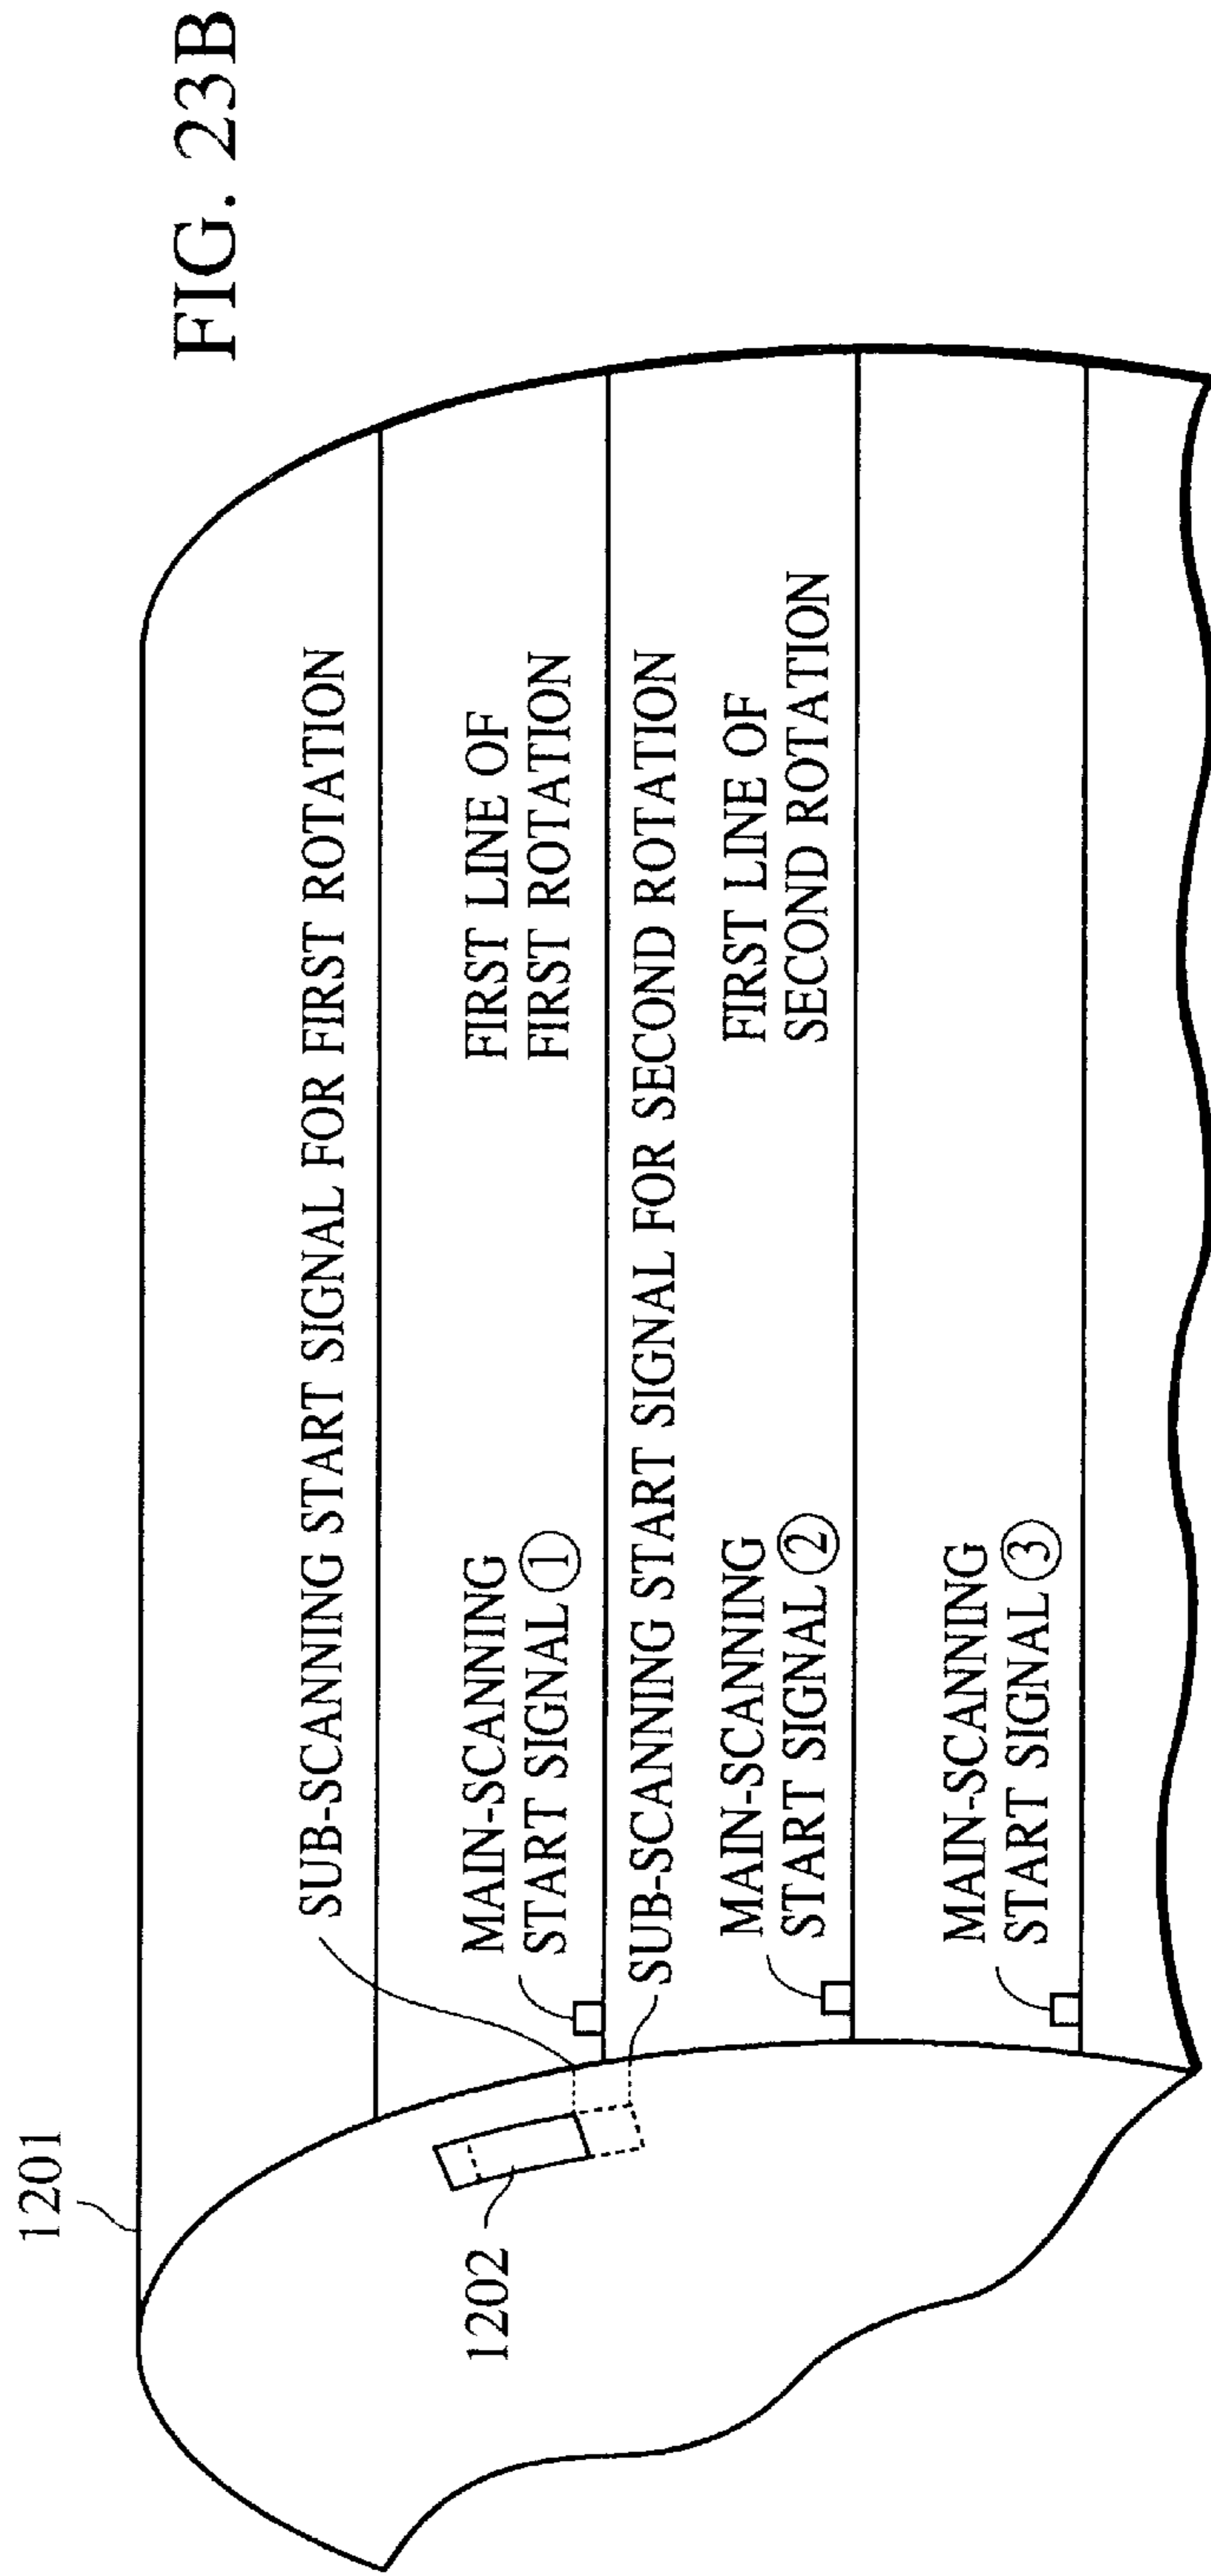 FIG. 23B
1201
SUB-SCANNING START SIGNAL FOR FIRST ROTATION
1202
MAIN-SCANNING
START SIGNAL ①
FIRST LINE OF
FIRST ROTATION
SUB-SCANNING START SIGNAL FOR SECOND ROTATION
MAIN-SCANNING
START SIGNAL ②
FIRST LINE OF
SECOND ROTATION
MAIN-SCANNING
START SIGNAL ③